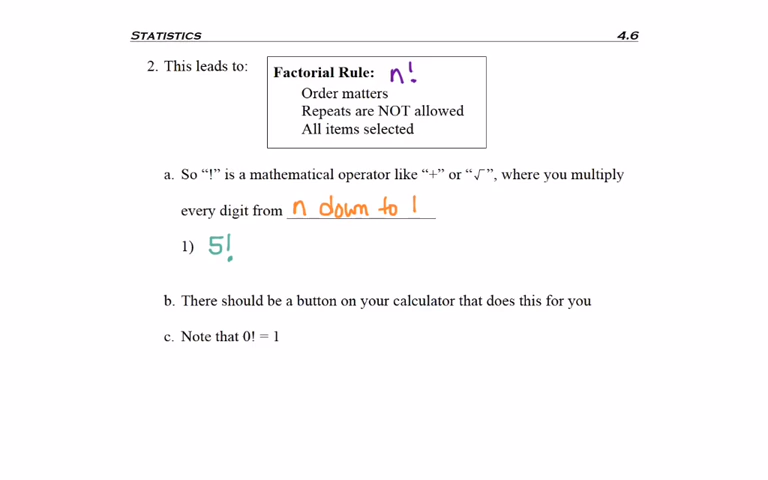 STATISTICS 4.6
2. This leads to: Factorial Rule: n!
Order matters
Repeats are NOT allowed
All items selected
a. So “!” is a mathematical operator like “+” or “√”, where you multiply
every digit from n down to 1
1) 5!
b. There should be a button on your calculator that does this for you
c. Note that 0! = 1